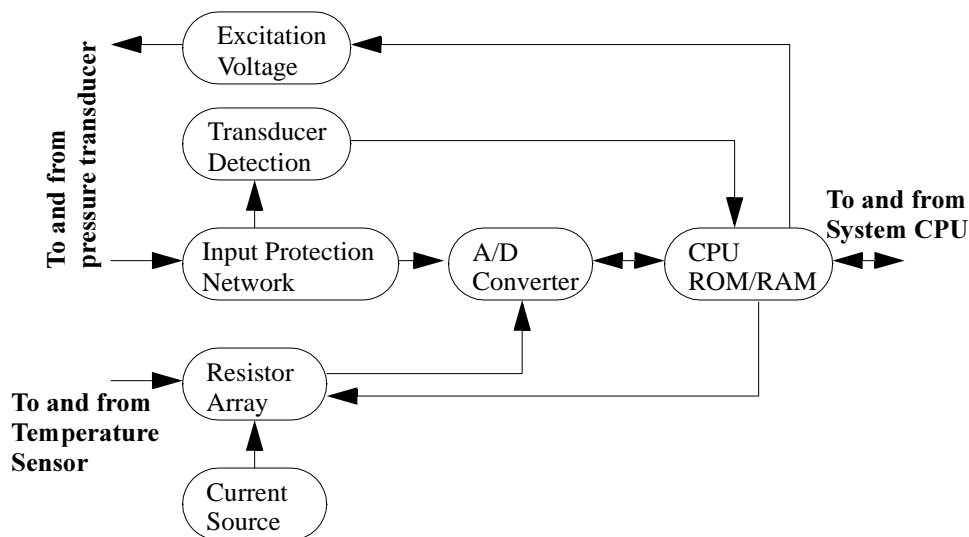 Excitation
Voltage
To and from
pressure transducer
Transducer
Detection
Input Protection
Network
A/D
Converter
CPU
ROM/RAM
To and from
System CPU
Resistor
Array
To and from
Temperature
Sensor
Current
Source